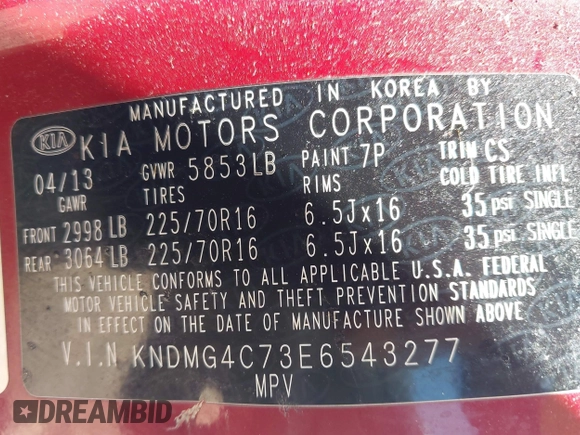 MANUFACTURED IN KOREA BY
KIA KIA MOTORS CORPORATION
04/13 GVWR 5853LB PAINT 7P TRIM CS
GAWR TIRES RIMS COLD TIRE INFL
FRONT 2998 LB 225/70R16 6.5Jx16 35 psi SINGLE
REAR 3064 LB 225/70R16 6.5Jx16 35 psi SINGLE
THIS VEHICLE CONFORMS TO ALL APPLICABLE U.S.A. FEDERAL
MOTOR VEHICLE SAFETY AND THEFT PREVENTION STANDARDS
IN EFFECT ON THE DATE OF MANUFACTURE SHOWN ABOVE
V.I.N KNDMG4C73E6543277
MPV
DREAMBID